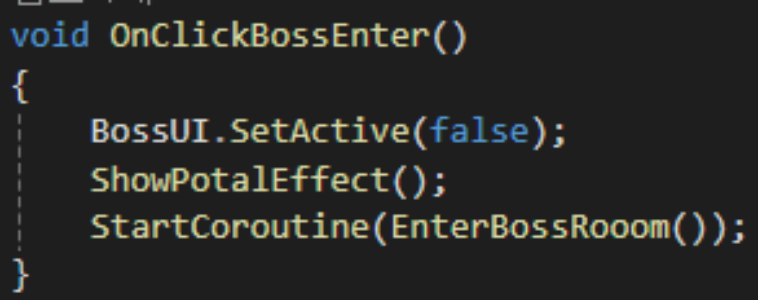 void OnClickBossEnter()
{
    BossUI.SetActive(false);
    ShowPotalEffect();
    StartCoroutine(EnterBossRooom());
}